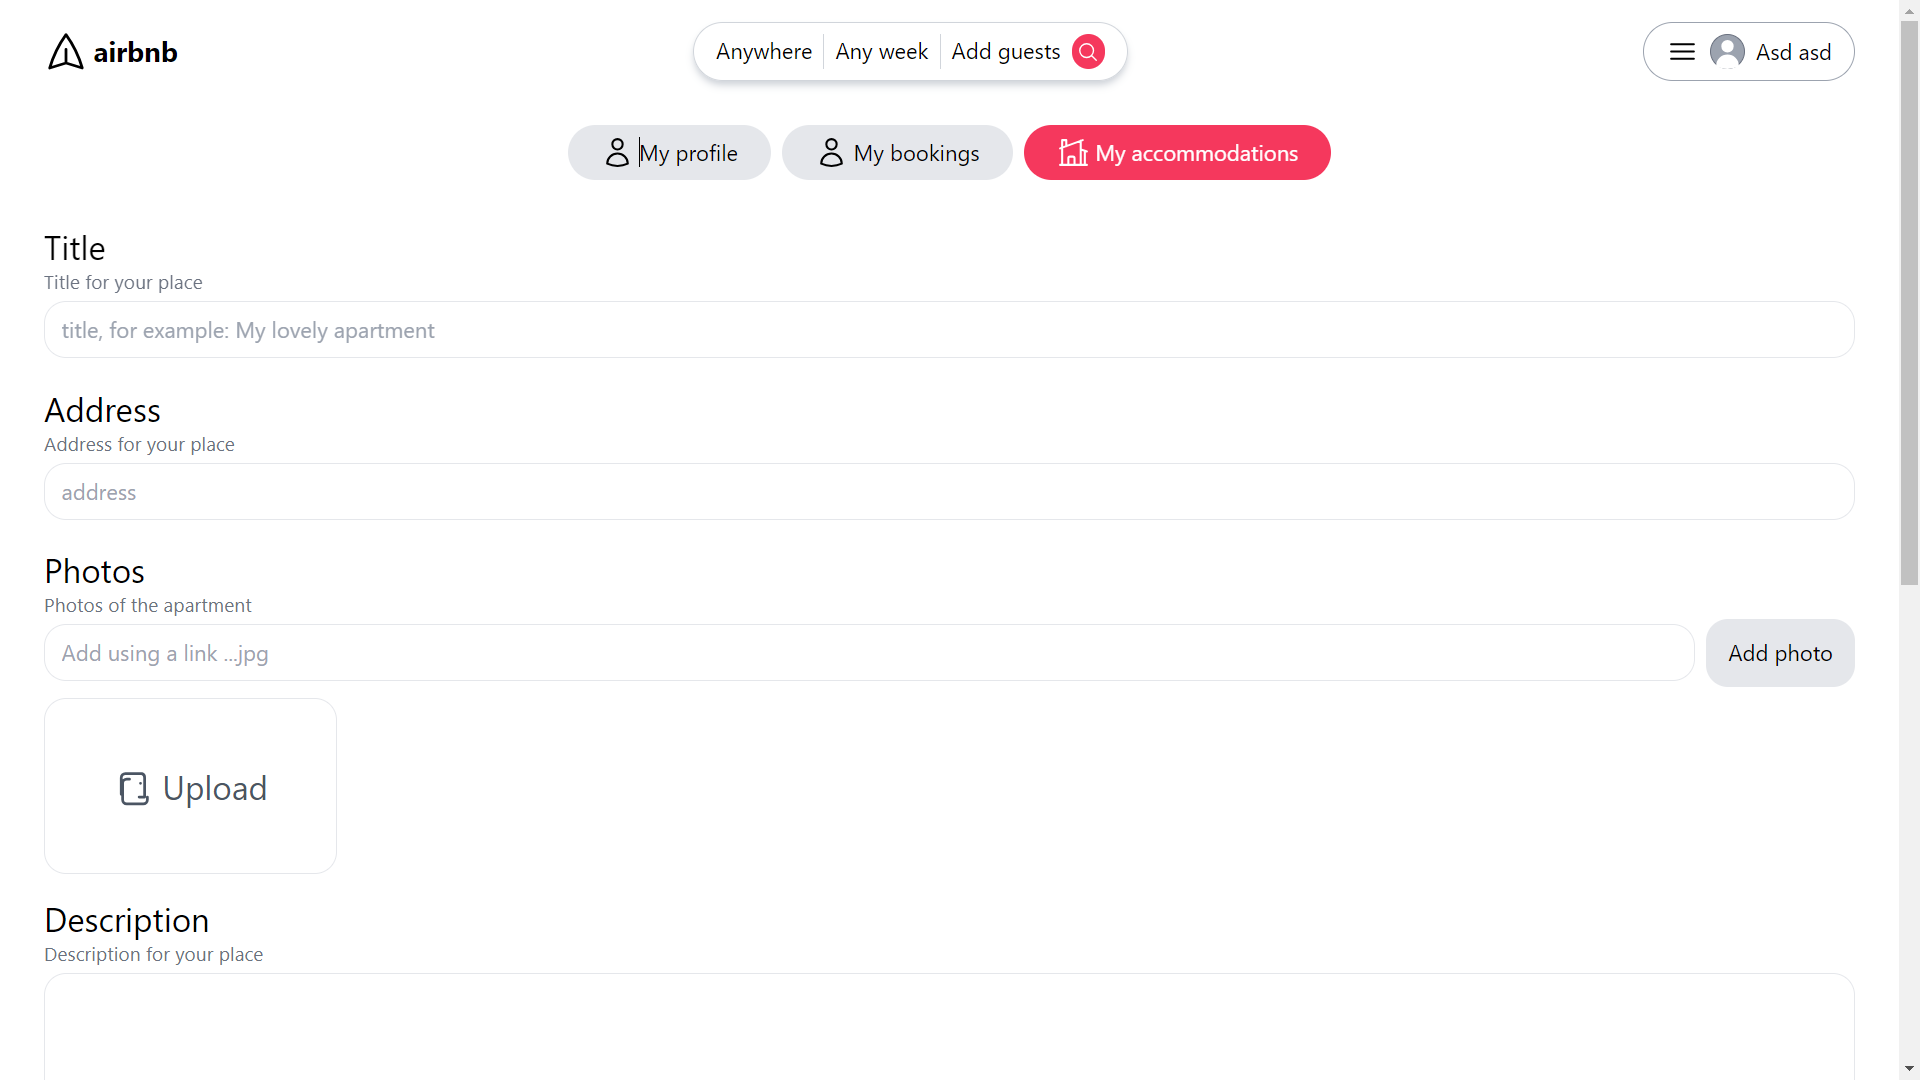 airbnb
Anywhere Any week Add guests
Asd asd
My profile My bookings My accommodations
Title
Title for your place
title, for example: My lovely apartment
Address
Address for your place
address
Photos
Photos of the apartment
Add using a link ...jpg
Add photo
Upload
Description
Description for your place